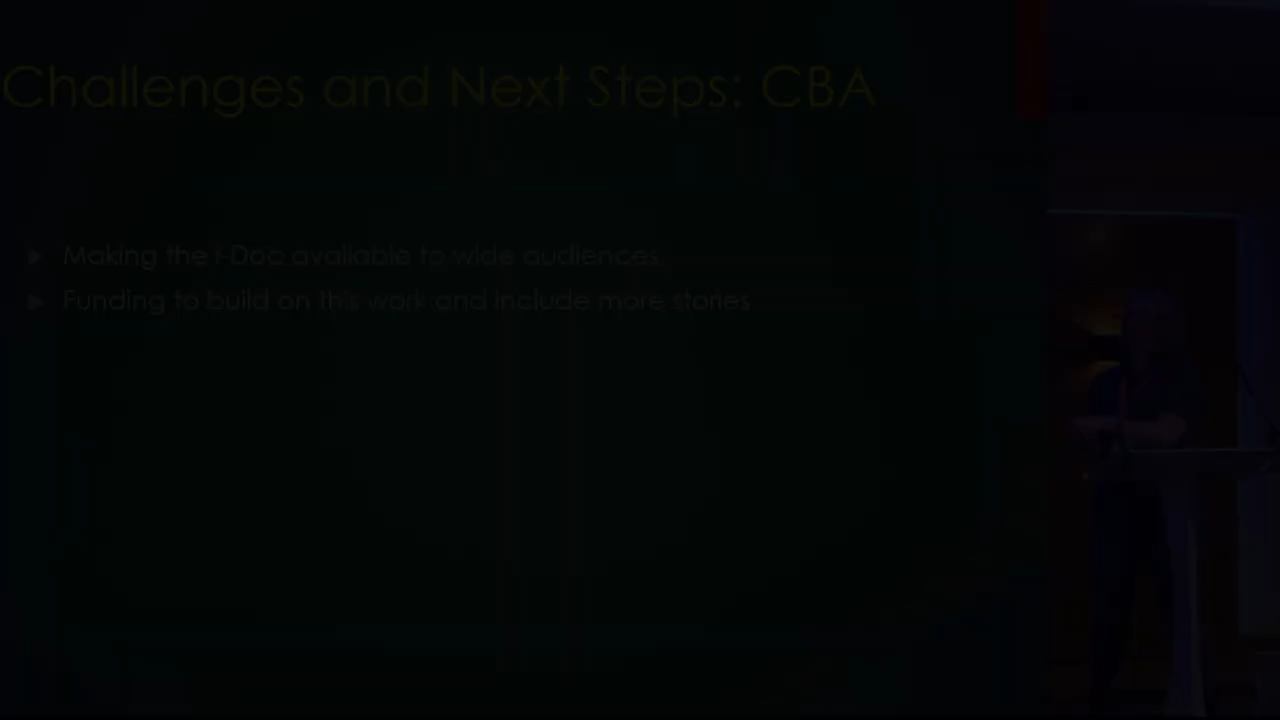 Challenges and Next Steps: CBA
Making the i-Doc available to wide audiences
Funding to build on this work and include more stories